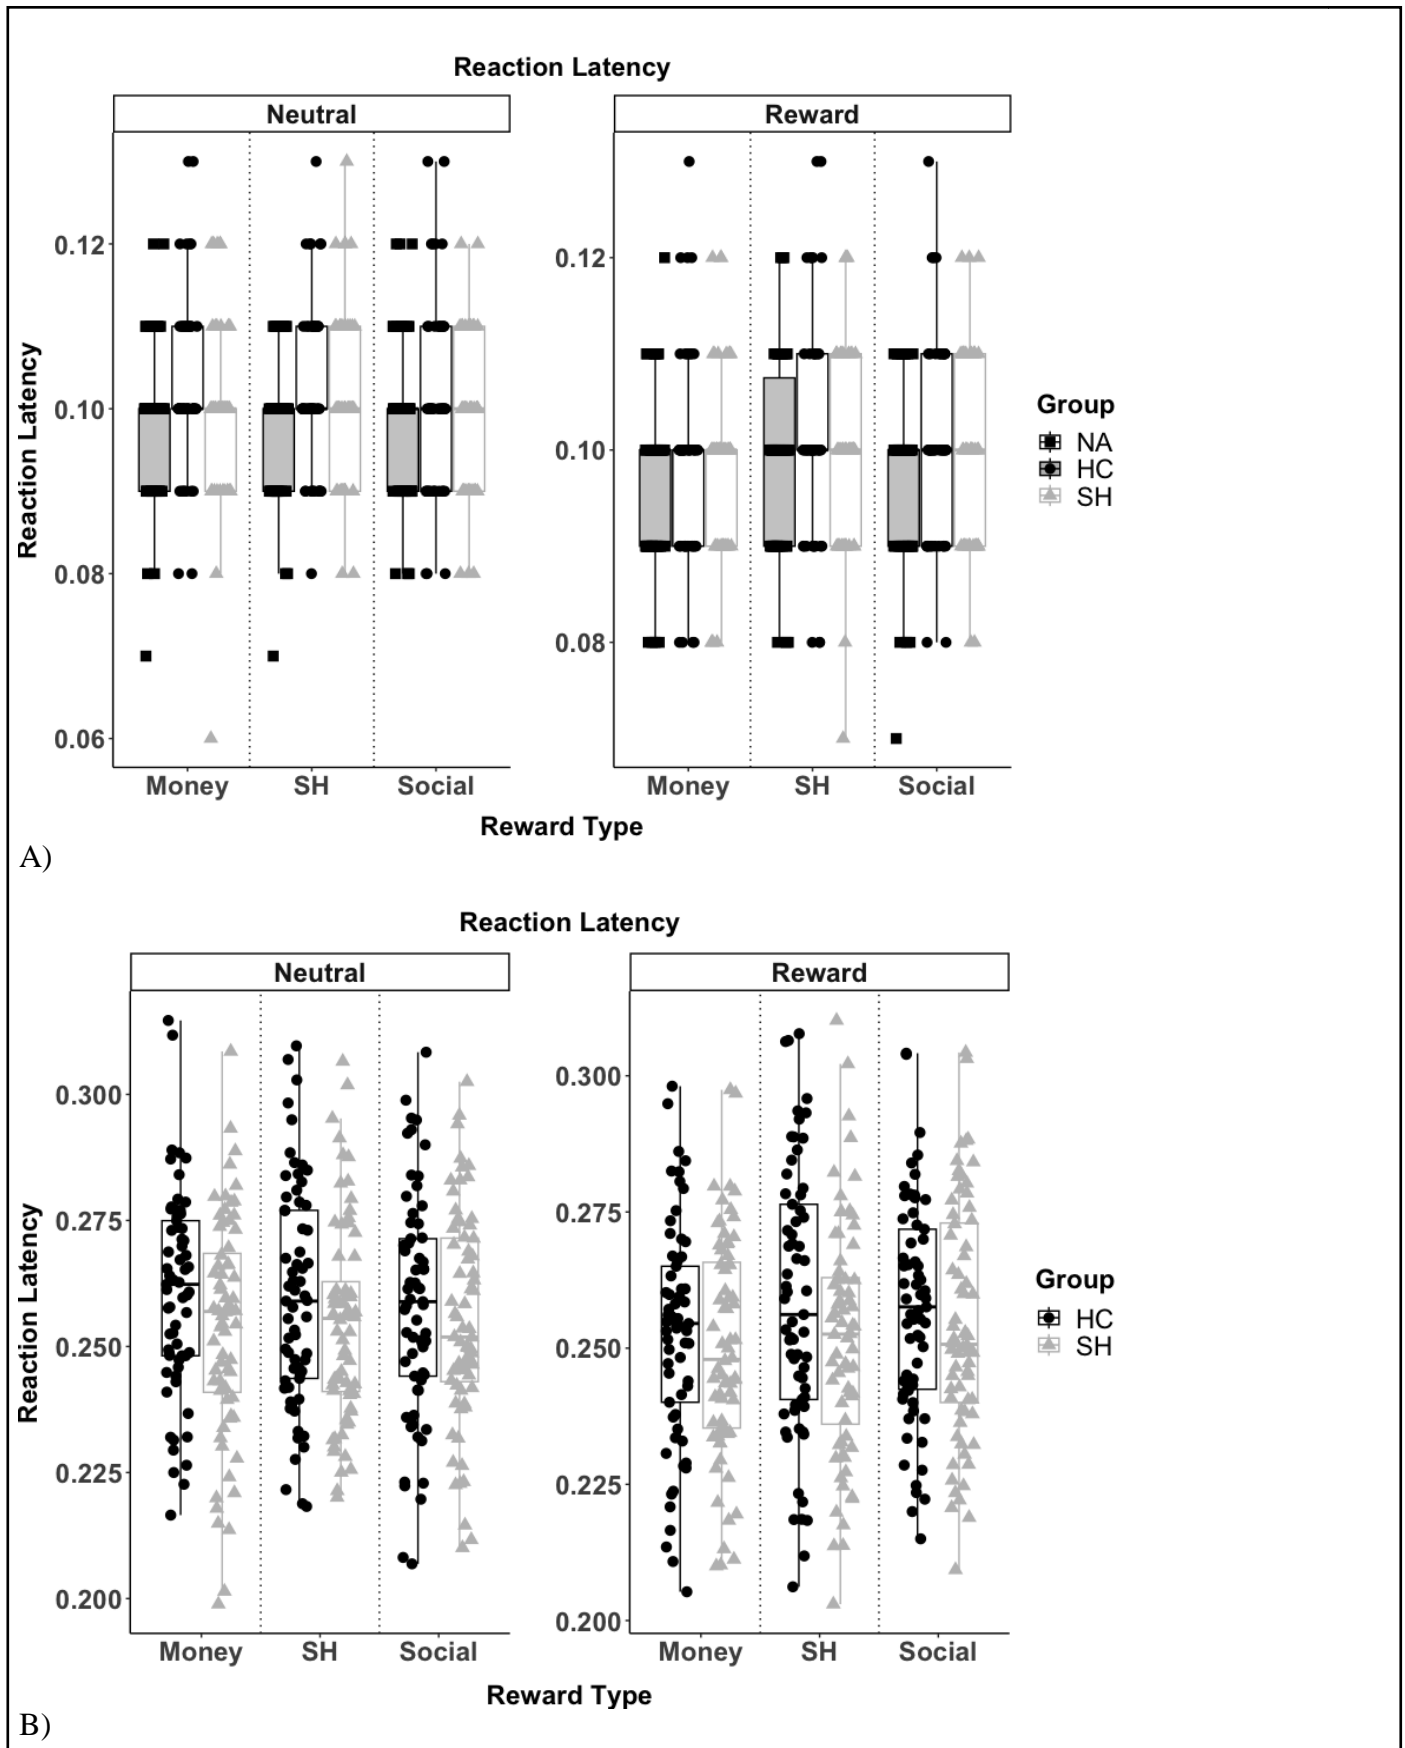 Reaction Latency
Neutral
Reward
Reaction Latency
0.12
0.10
0.08
0.06
0.12
0.10
0.08
Money SH Social
Money SH Social
Reward Type
Group
NA
HC
SH
A)
Reaction Latency
Neutral
Reward
Reaction Latency
0.300
0.275
0.250
0.225
0.200
0.300
0.275
0.250
0.225
0.200
Money SH Social
Money SH Social
Reward Type
Group
HC
SH
B)